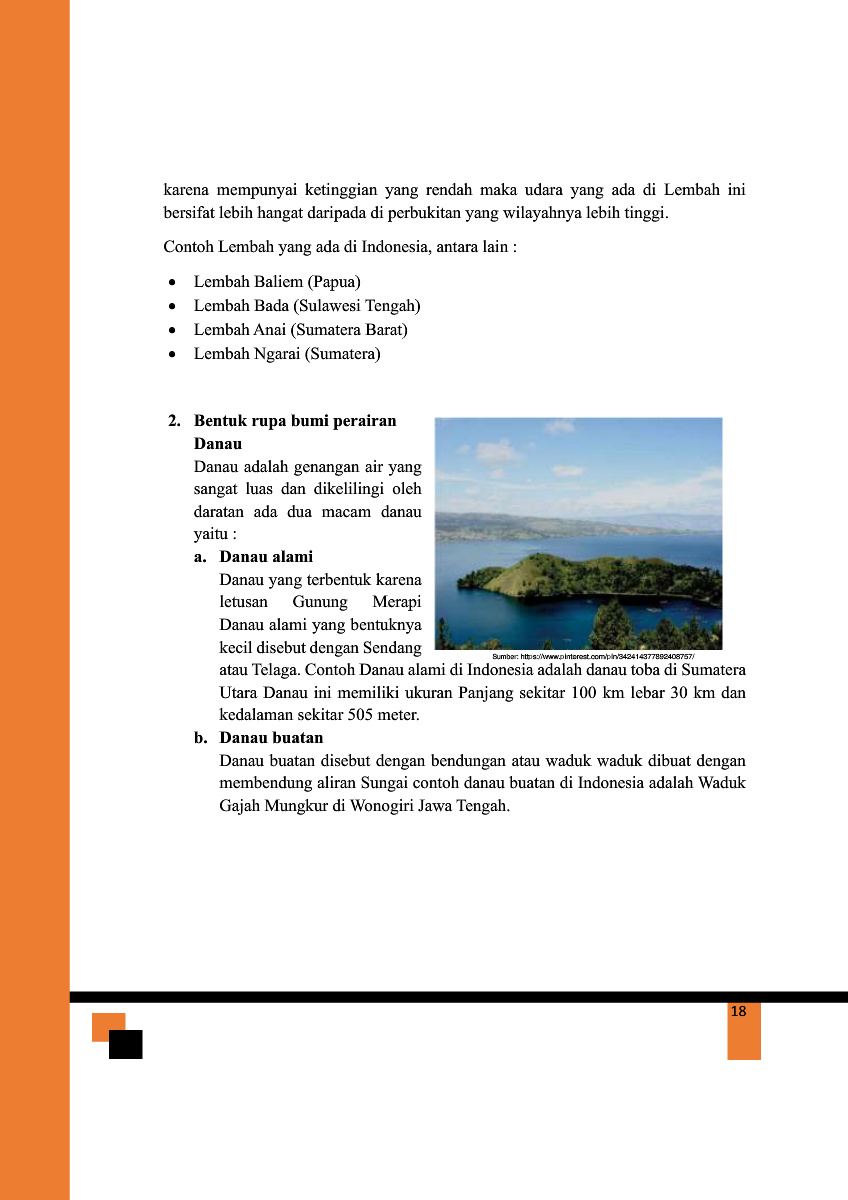 karena mempunyai ketinggian yang rendah maka udara yang ada di Lembah ini
bersifat lebih hangat daripada di perbukitan yang wilayahnya lebih tinggi.
Contoh Lembah yang ada di Indonesia, antara lain :
• Lembah Baliem (Papua)
• Lembah Bada (Sulawesi Tengah)
• Lembah Anai (Sumatera Barat)
• Lembah Ngarai (Sumatera)
2. Bentuk rupa bumi perairan
Danau
Danau adalah genangan air yang
sangat luas dan dikelilingi oleh
daratan ada dua macam danau
yaitu :
a. Danau alami
Danau yang terbentuk karena
letusan Gunung Merapi
Danau alami yang bentuknya
kecil disebut dengan Sendang
Sumber: https://www.pinterest.com/pin/342414377892408757/
atau Telaga. Contoh Danau alami di Indonesia adalah danau toba di Sumatera
Utara Danau ini memiliki ukuran Panjang sekitar 100 km lebar 30 km dan
kedalaman sekitar 505 meter.
b. Danau buatan
Danau buatan disebut dengan bendungan atau waduk waduk dibuat dengan
membendung aliran Sungai contoh danau buatan di Indonesia adalah Waduk
Gajah Mungkur di Wonogiri Jawa Tengah.
18